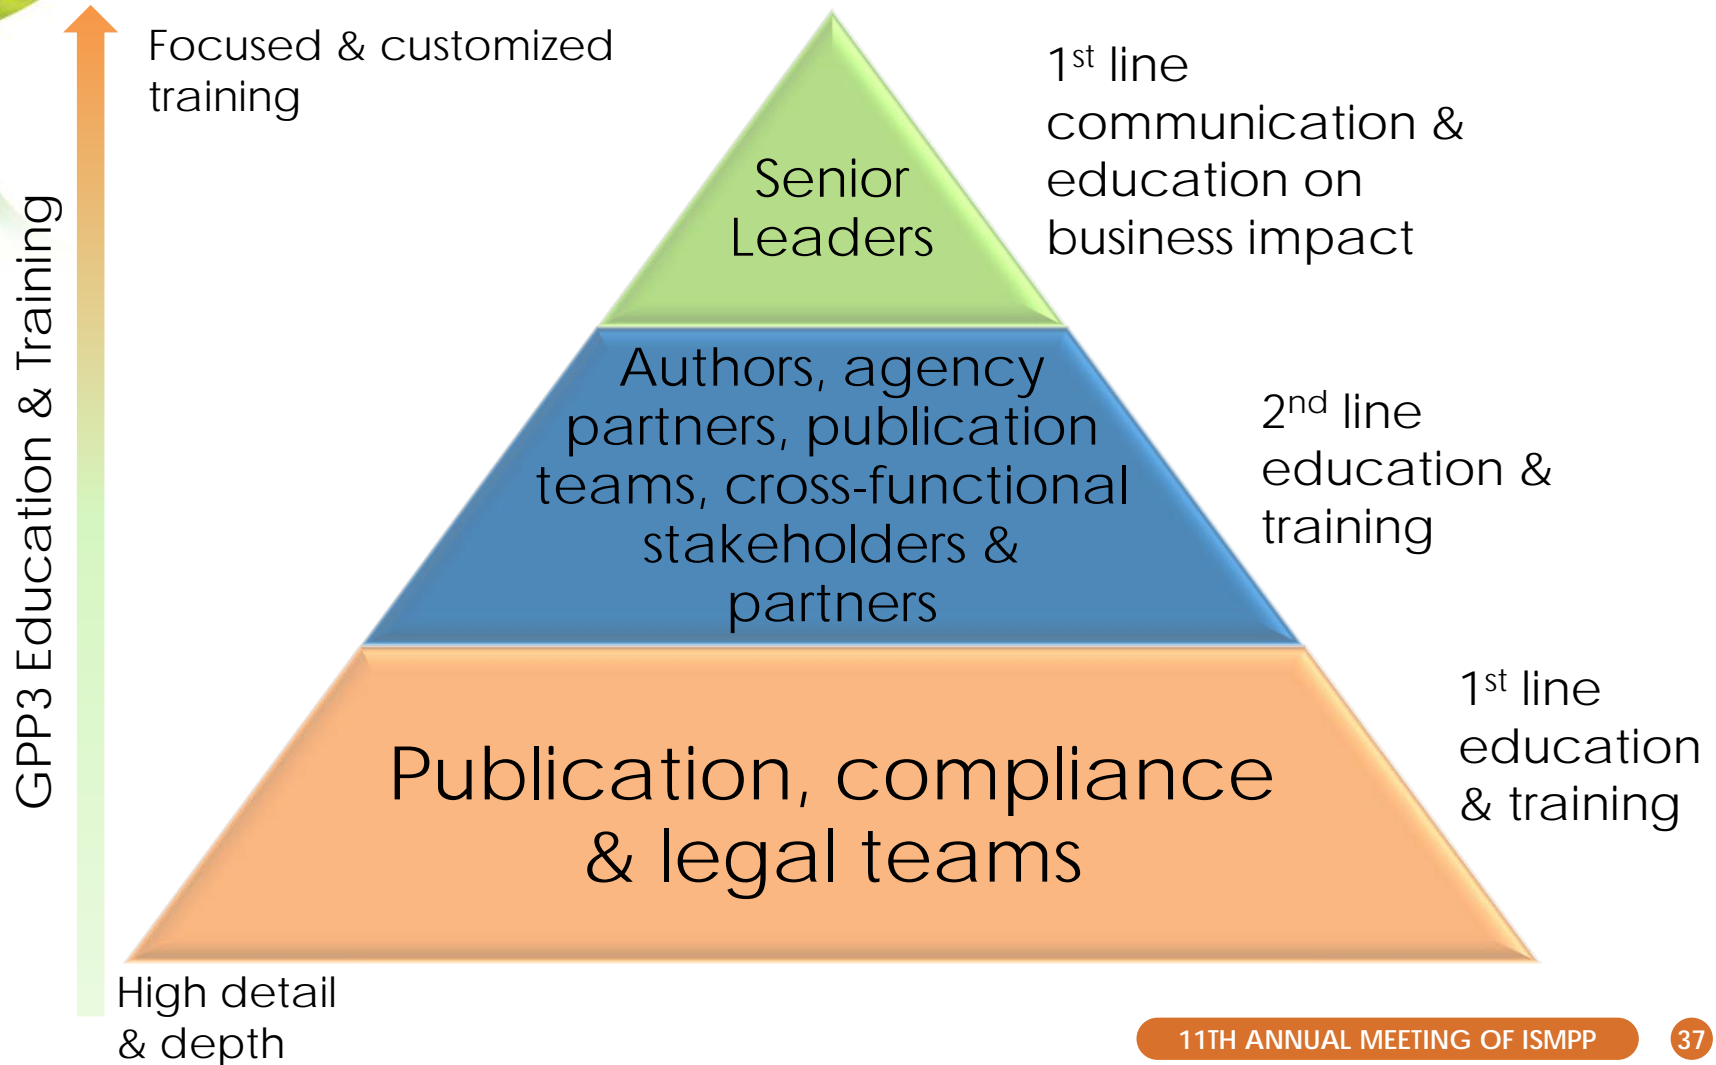 Focused & customized
training
GPP3 Education & Training
High detail
& depth
Senior
Leaders
1st line
communication &
education on
business impact
Authors, agency
partners, publication
teams, cross-functional
stakeholders &
partners
2nd line
education &
training
Publication, compliance
& legal teams
1st line
education
& training
11TH ANNUAL MEETING OF ISMPP
37